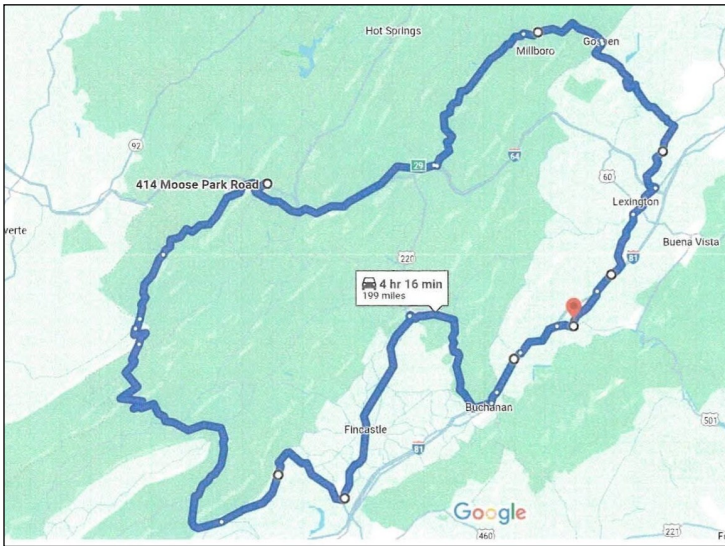 Hot Springs
Millboro
Goshen
92
414 Moose Park Road
29
64
60
Lexington
verte
Buena Vista
220
81
4 hr 16 min
199 miles
Buchanan
Fincastle
501
81
Google
460
221